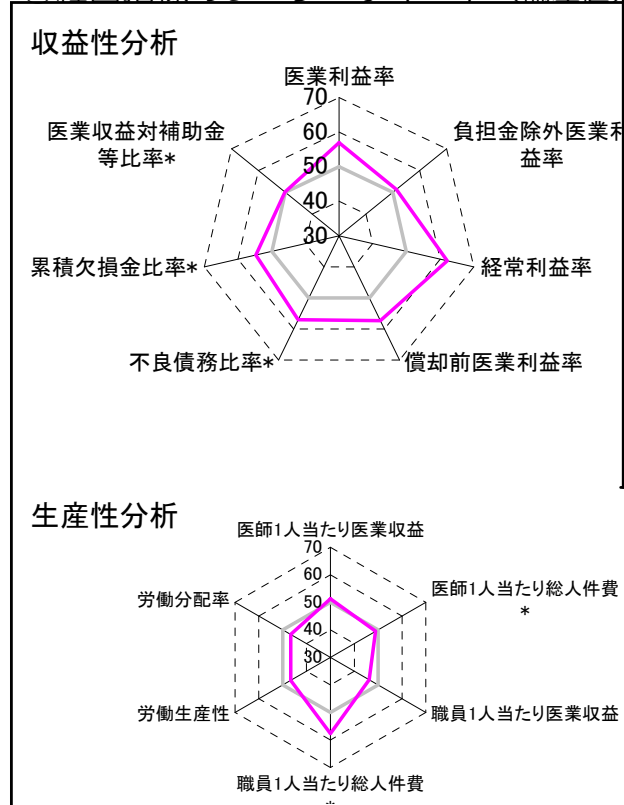 収益性分析
医業利益率
70
60
50
40
30
負担金除外医業利
益率
経常利益率
償却前医業利益率
不良債務比率*
累積欠損金比率*
医業収益対補助金
等比率*
生産性分析
医師1人当たり医業収益
70
60
50
40
30
医師1人当たり総人件費
*
職員1人当たり医業収益
職員1人当たり総人件費
*
労働生産性
労働分配率